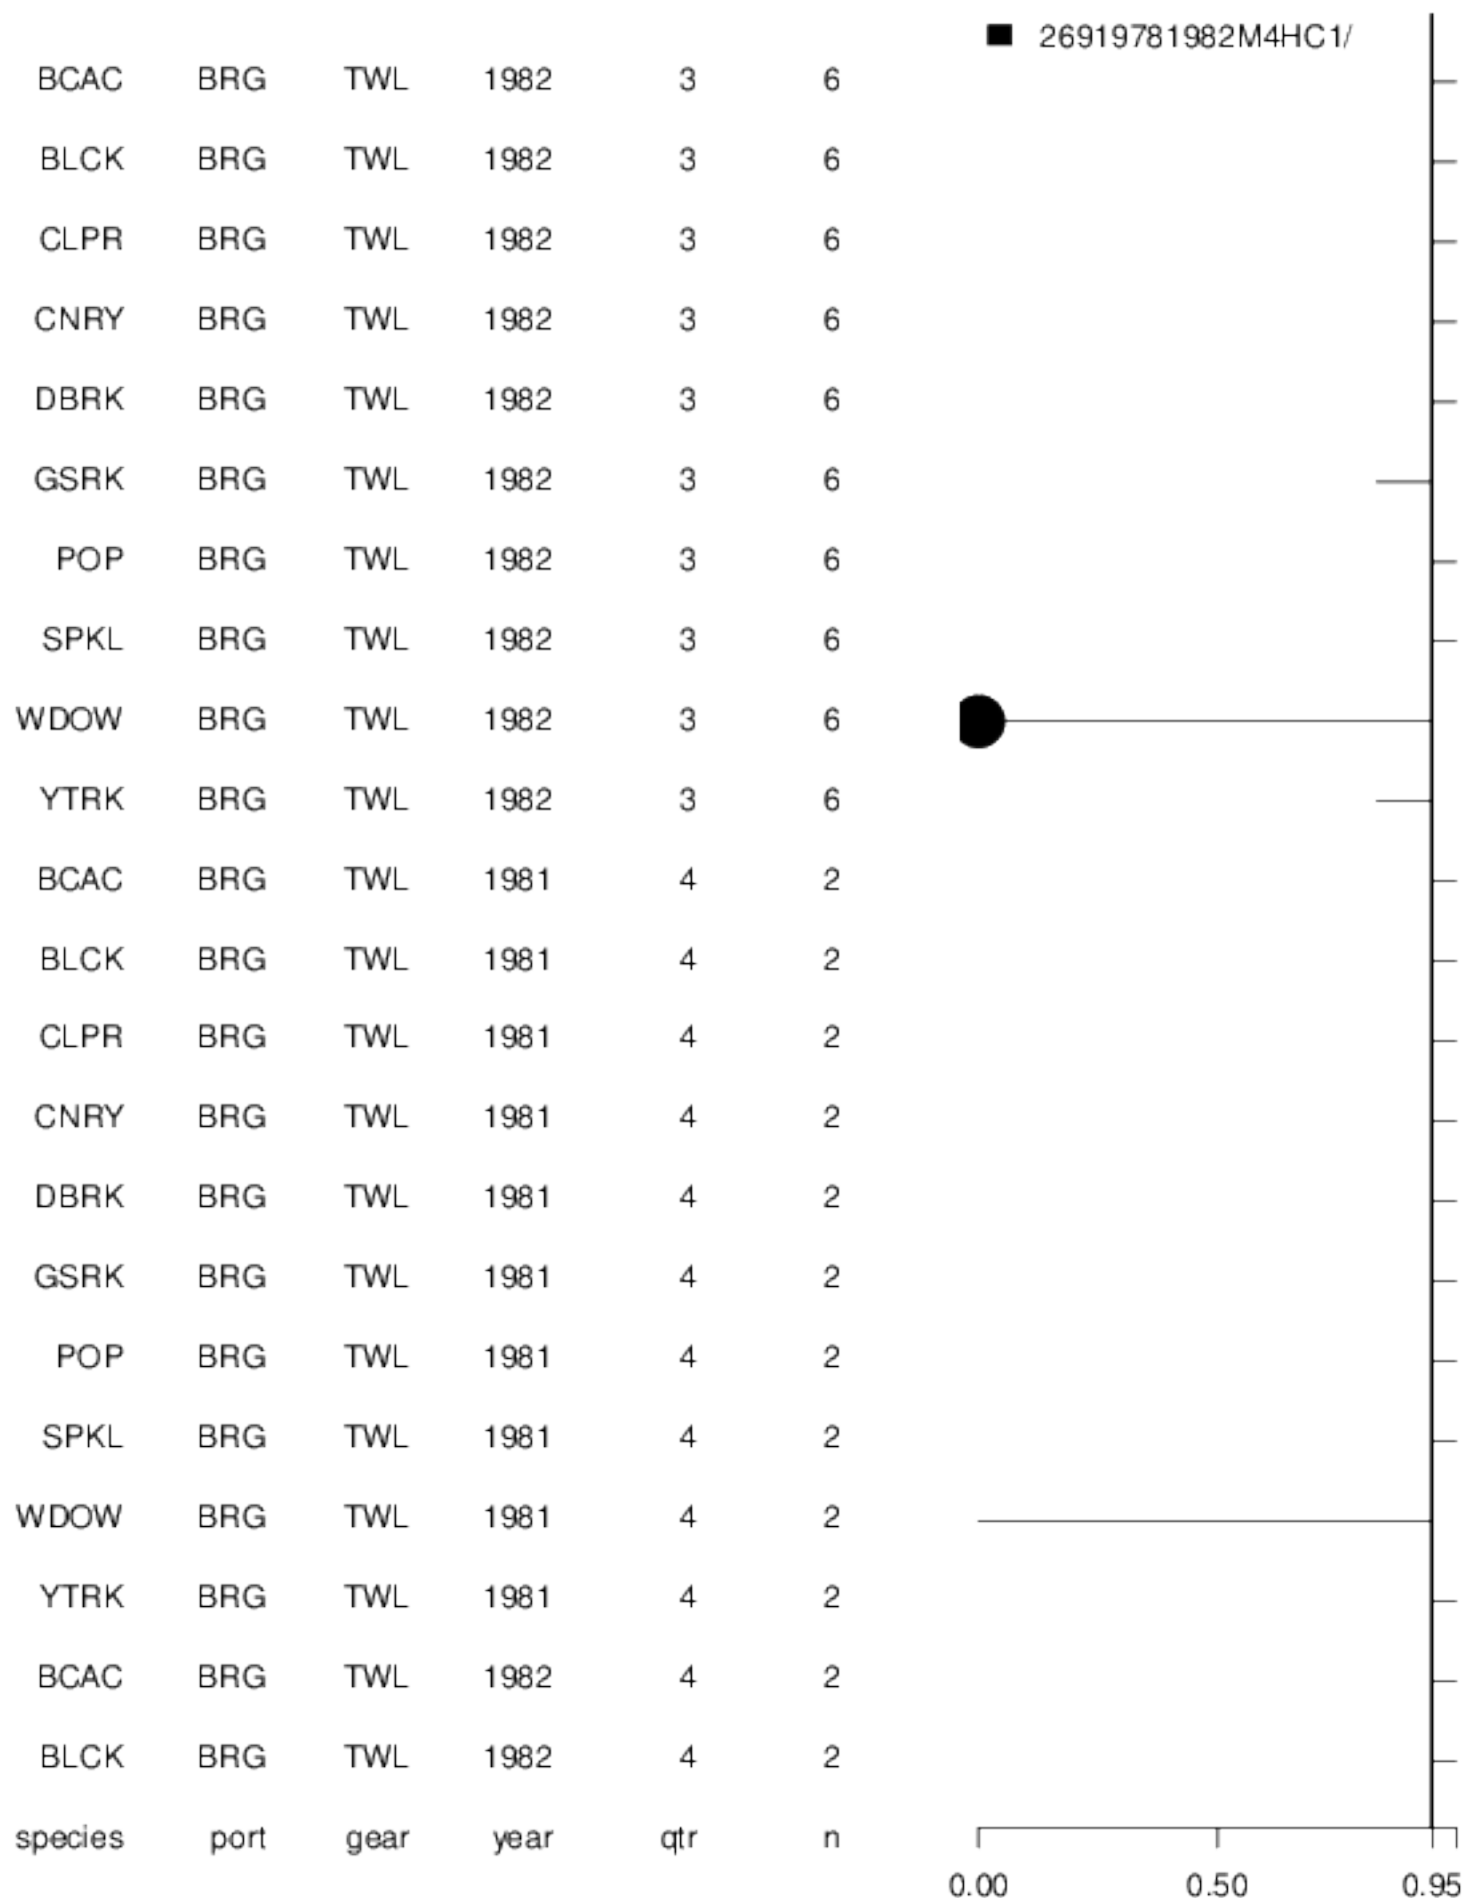 26919781982M4HC1/
BCAC BRG TWL 1982 3 6
BLCK BRG TWL 1982 3 6
CLPR BRG TWL 1982 3 6
CNRY BRG TWL 1982 3 6
DBRK BRG TWL 1982 3 6
GSRK BRG TWL 1982 3 6
POP BRG TWL 1982 3 6
SPKL BRG TWL 1982 3 6
WDOW BRG TWL 1982 3 6
YTRK BRG TWL 1982 3 6
BCAC BRG TWL 1981 4 2
BLCK BRG TWL 1981 4 2
CLPR BRG TWL 1981 4 2
CNRY BRG TWL 1981 4 2
DBRK BRG TWL 1981 4 2
GSRK BRG TWL 1981 4 2
POP BRG TWL 1981 4 2
SPKL BRG TWL 1981 4 2
WDOW BRG TWL 1981 4 2
YTRK BRG TWL 1981 4 2
BCAC BRG TWL 1982 4 2
BLCK BRG TWL 1982 4 2
species port gear year qtr n
0.00 0.50 0.95